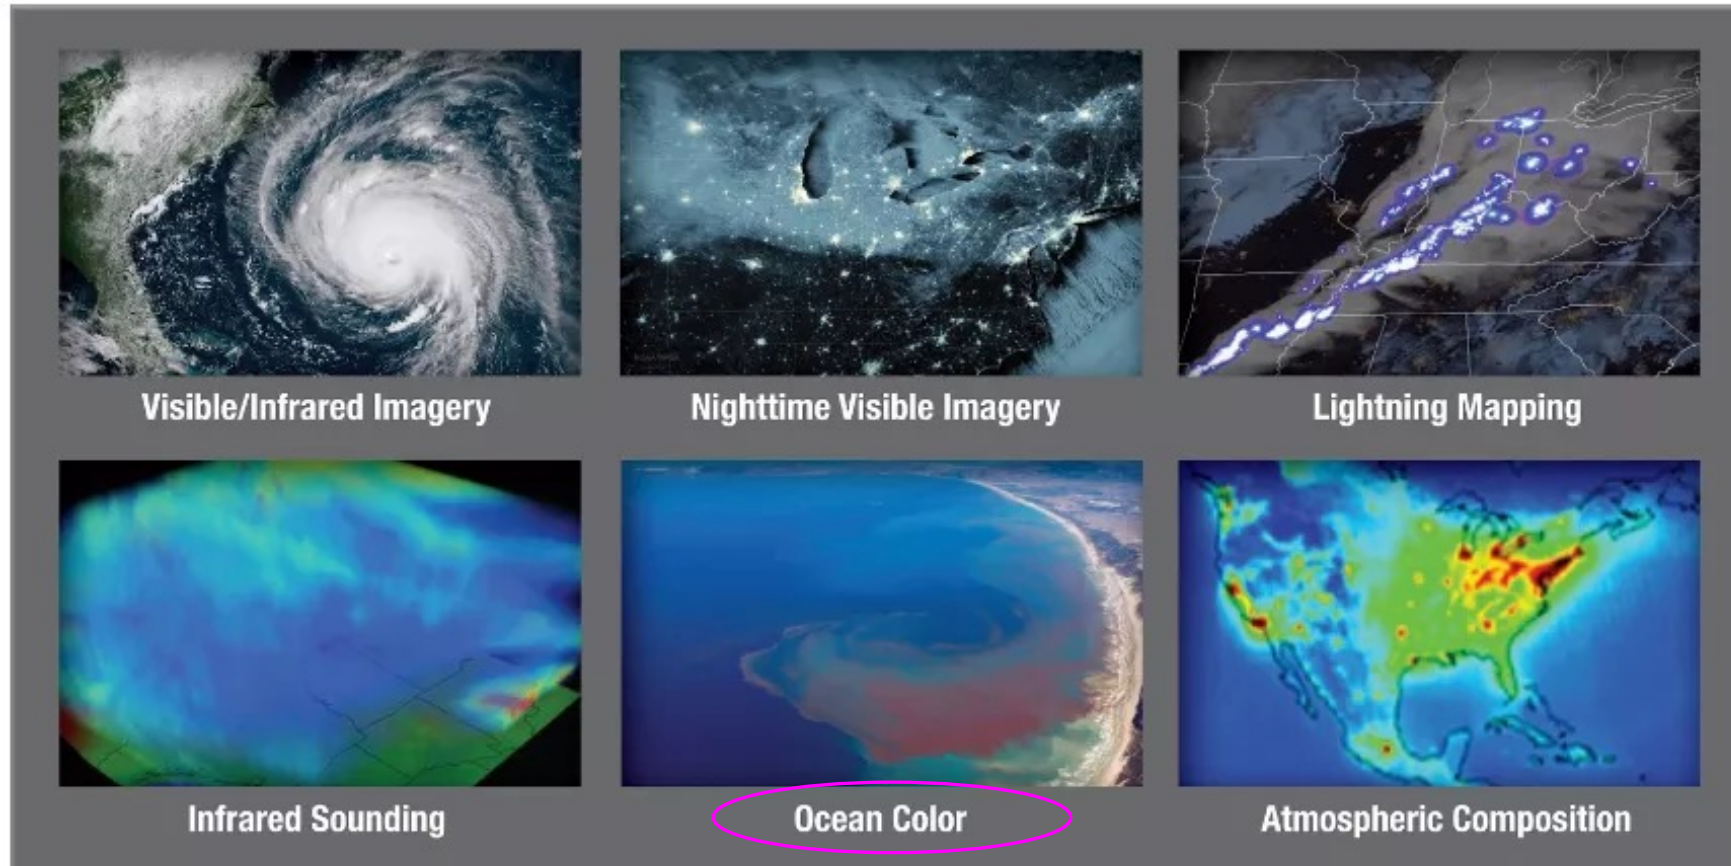 Visible/Infrared Imagery
Nighttime Visible Imagery
Lightning Mapping
Infrared Sounding
Ocean Color
Atmospheric Composition